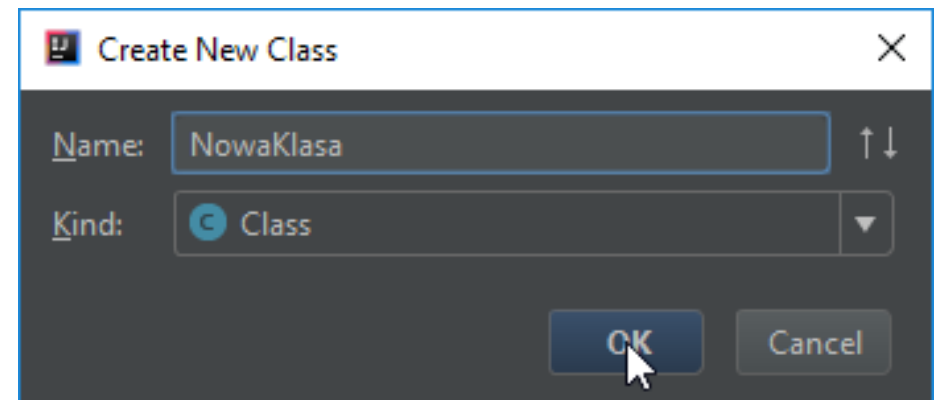 Create New Class
Name: NowaKlasa
Kind: C Class
OK Cancel